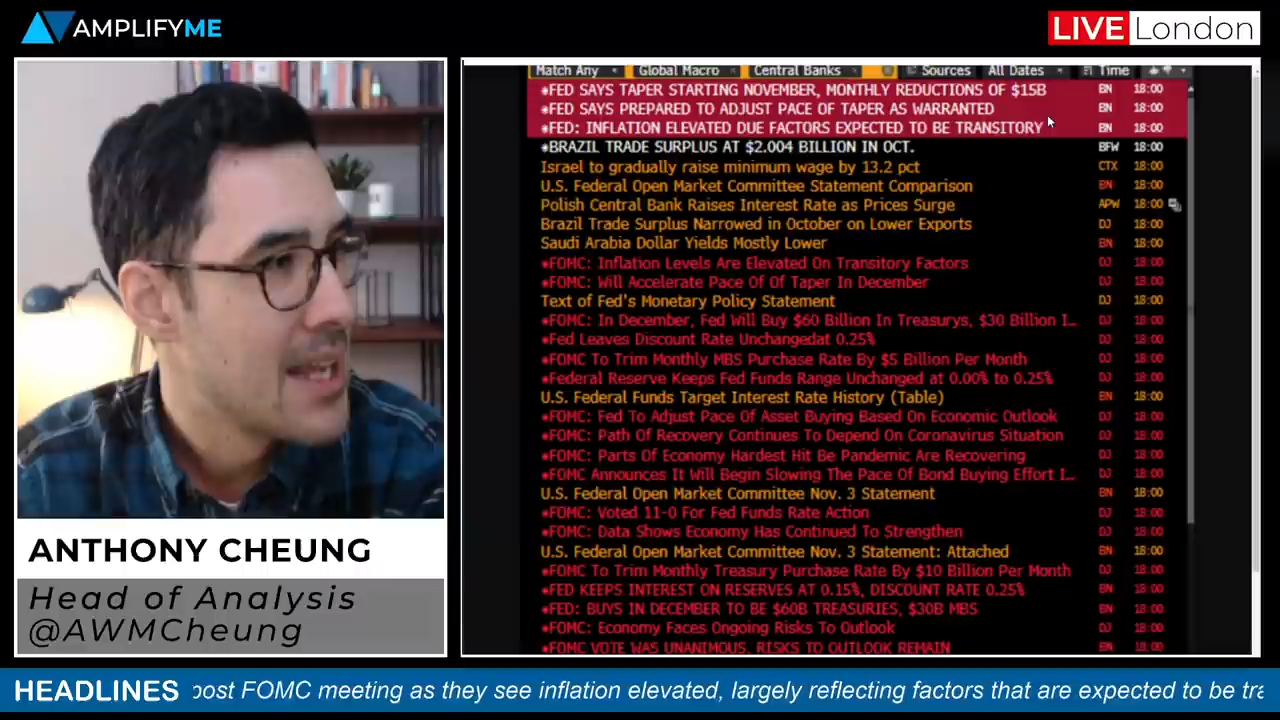 AMPLIFYME
LIVE London
Match Any Global Macro Central Banks Sources All Dates Time
*FED SAYS TAPER STARTING NOVEMBER, MONTHLY REDUCTIONS OF $15B BN 18:00
*FED SAYS PREPARED TO ADJUST PACE OF TAPER AS WARRANTED BN 18:00
*FED: INFLATION ELEVATED DUE FACTORS EXPECTED TO BE TRANSITORY BN 18:00
*BRAZIL TRADE SURPLUS AT $2.004 BILLION IN OCT. BFW 18:00
Israel to gradually raise minimum wage by 13.2 pct CTX 18:00
U.S. Federal Open Market Committee Statement Comparison BN 18:00
Polish Central Bank Raises Interest Rate as Prices Surge APW 18:00
Brazil Trade Surplus Narrowed in October on Lower Exports DJ 18:00
Saudi Arabia Dollar Yields Mostly Lower BN 18:00
*FOMC: Inflation Levels Are Elevated On Transitory Factors DJ 18:00
*FOMC: Will Accelerate Pace Of Of Taper In December DJ 18:00
Text of Fed's Monetary Policy Statement DJ 18:00
*FOMC: In December, Fed Will Buy $60 Billion In Treasurys, $30 Billion I… DJ 18:00
*Fed Leaves Discount Rate Unchangedat 0.25% DJ 18:00
*FOMC To Trim Monthly MBS Purchase Rate By $5 Billion Per Month DJ 18:00
*Federal Reserve Keeps Fed Funds Range Unchanged at 0.00% to 0.25% DJ 18:00
U.S. Federal Funds Target Interest Rate History (Table) BN 18:00
*FOMC: Fed To Adjust Pace Of Asset Buying Based On Economic Outlook DJ 18:00
*FOMC: Path Of Recovery Continues To Depend On Coronavirus Situation DJ 18:00
*FOMC: Parts Of Economy Hardest Hit Be Pandemic Are Recovering DJ 18:00
*FOMC Announces It Will Begin Slowing The Pace Of Bond Buying Effort I… DJ 18:00
U.S. Federal Open Market Committee Nov. 3 Statement BN 18:00
*FOMC: Voted 11-0 For Fed Funds Rate Action DJ 18:00
*FOMC: Data Shows Economy Has Continued To Strengthen DJ 18:00
U.S. Federal Open Market Committee Nov. 3 Statement: Attached BN 18:00
*FOMC To Trim Monthly Treasury Purchase Rate By $10 Billion Per Month DJ 18:00
*FED KEEPS INTEREST ON RESERVES AT 0.15%, DISCOUNT RATE 0.25% BN 18:00
*FED: BUYS IN DECEMBER TO BE $60B TREASURIES, $30B MBS BN 18:00
*FOMC: Economy Faces Ongoing Risks To Outlook DJ 18:00
*FOMC VOTE WAS UNANIMOUS, RISKS TO OUTLOOK REMAIN BN 18:00
ANTHONY CHEUNG
Head of Analysis
@AWMCheung
HEADLINES post FOMC meeting as they see inflation elevated, largely reflecting factors that are expected to be tra